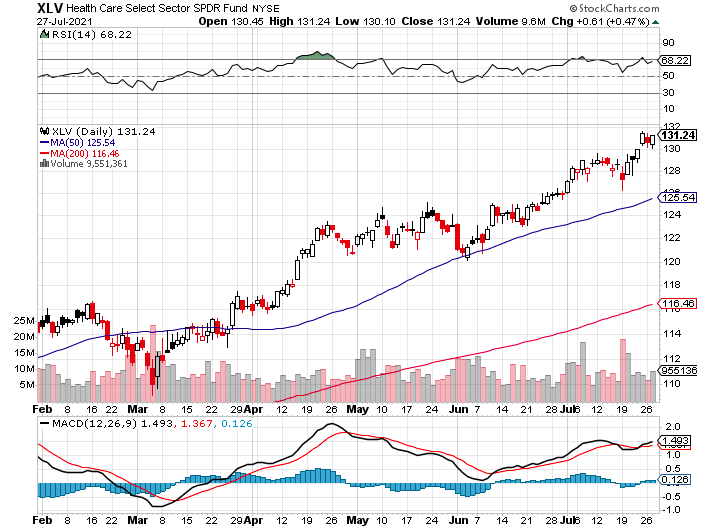 XLV Health Care Select Sector SPDR Fund NYSE
© StockCharts.com
27-Jul-2021
Open 130.45 High 131.24 Low 130.10 Close 131.24 Volume 9.6M Chg +0.61 (+0.47%)
RSI(14) 68.22
90
68.22
50
30
10
XLV (Daily) 131.24
MA(50) 125.54
MA(200) 116.46
Volume 9,551,361
132
131.24
130
128
126
125.54
124
122
120
118
116.46
114
112
110
25M
20M
15M
10M
5M
955136
Feb 8 16 22 Mar 8 15 22 29 Apr 12 19 26 May 10 17 24 Jun 7 14 21 28 Jul 6 12 19 26
MACD(12,26,9) 1.493, 1.367, 0.126
2.0
1.493
1.0
0.5
0.126
-0.5
-1.0
Feb 8 16 22 Mar 8 15 22 29 Apr 12 19 26 May 10 17 24 Jun 7 14 21 28 Jul 6 12 19 26